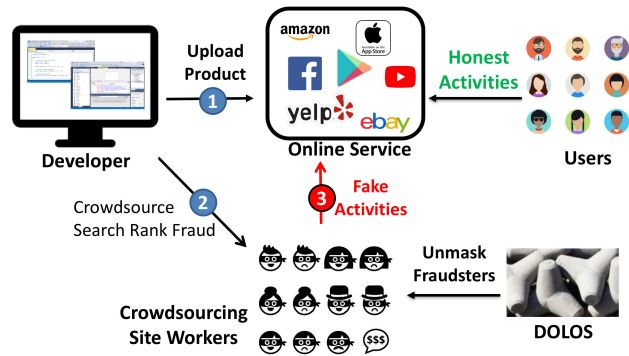 amazon
Available on the
App Store
Upload
Product
1
f
yelp
ebay
Honest
Activities
Developer
Online Service
Users
2
Crowdsource
Search Rank Fraud
3
Fake
Activities
Unmask
Fraudsters
Crowdsourcing
Site Workers
$$$
DOLOS